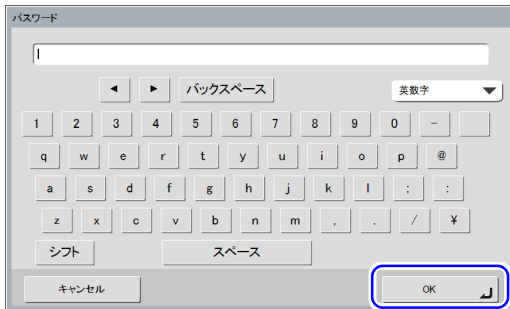 パスワード
◄ ► バックスペース 英数字 ▼
1 2 3 4 5 6 7 8 9 0 -
q w e r t y u i o p @
a s d f g h j k l ; :
z x c v b n m , . / ¥
シフト スペース
キャンセル OK